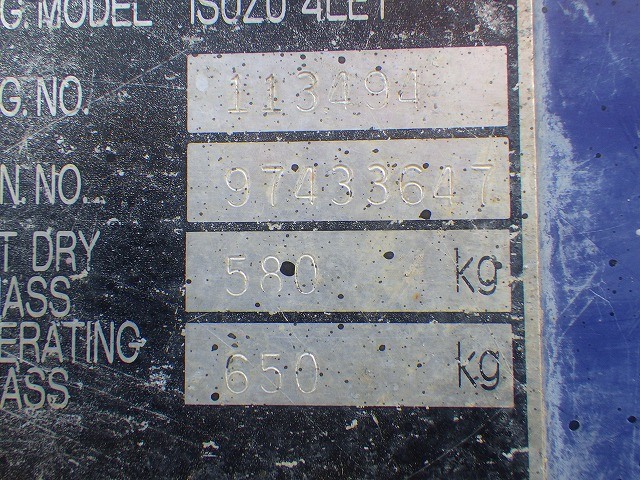 G. MODEL ISUZU 4LE1
G. NO. 113494
N. NO. 97433647
T DRY
ASS 580 kg
ERATING
ASS 650 kg